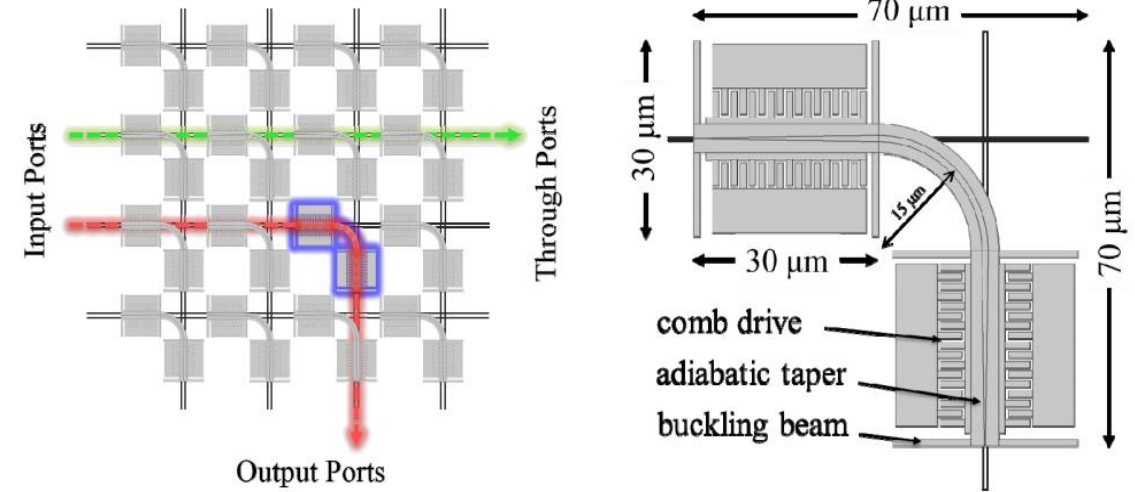 Input Ports
Through Ports
Output Ports
70 μm
30 μm
15 μm
30 μm
70 μm
comb drive
adiabatic taper
buckling beam